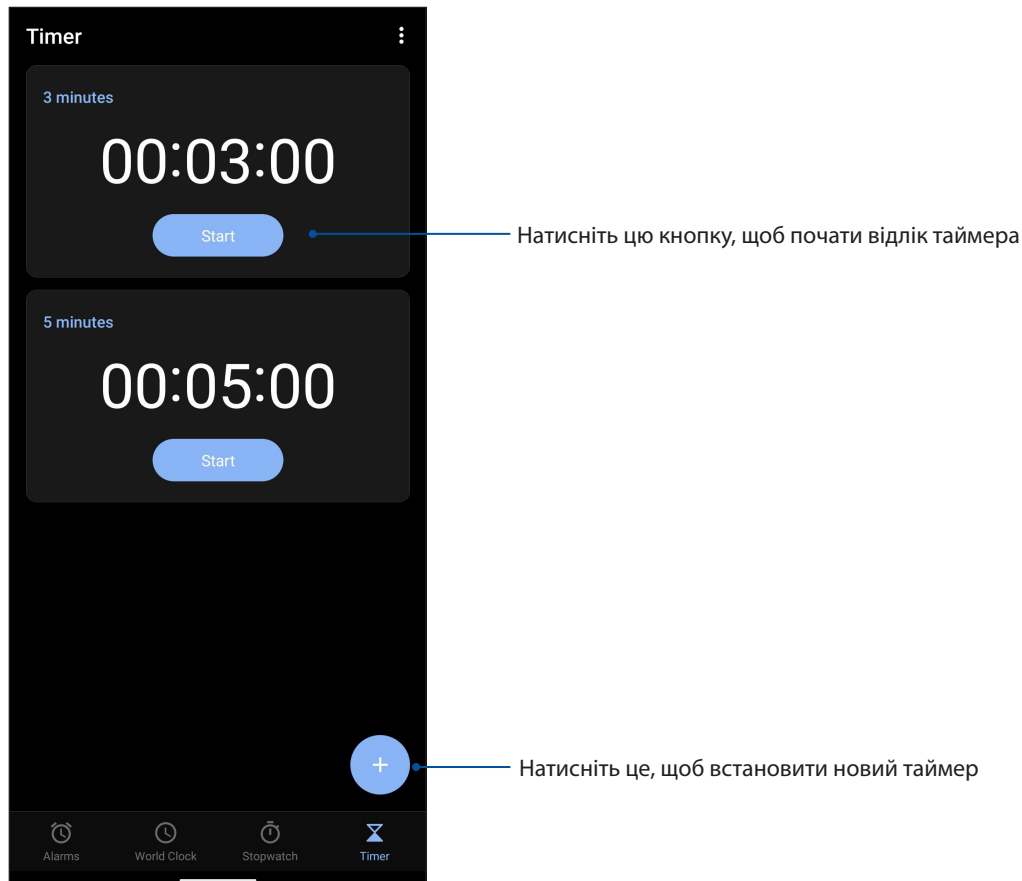 Timer
3 minutes
00:03:00
Start
Натисніть цю кнопку, щоб почати відлік таймера
5 minutes
00:05:00
Start
+
Натисніть це, щоб встановити новий таймер
Alarms World Clock Stopwatch Timer